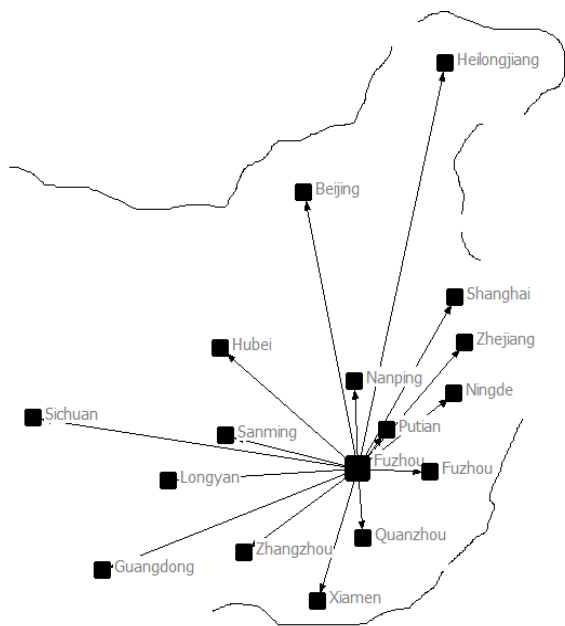 Heilongjiang
Beijing
Shanghai
Zhejiang
Hubei
Nanping
Ningde
Sichuan
Putian
Sanming
Fuzhou
Fuzhou
Longyan
Quanzhou
Zhangzhou
Guangdong
Xiamen